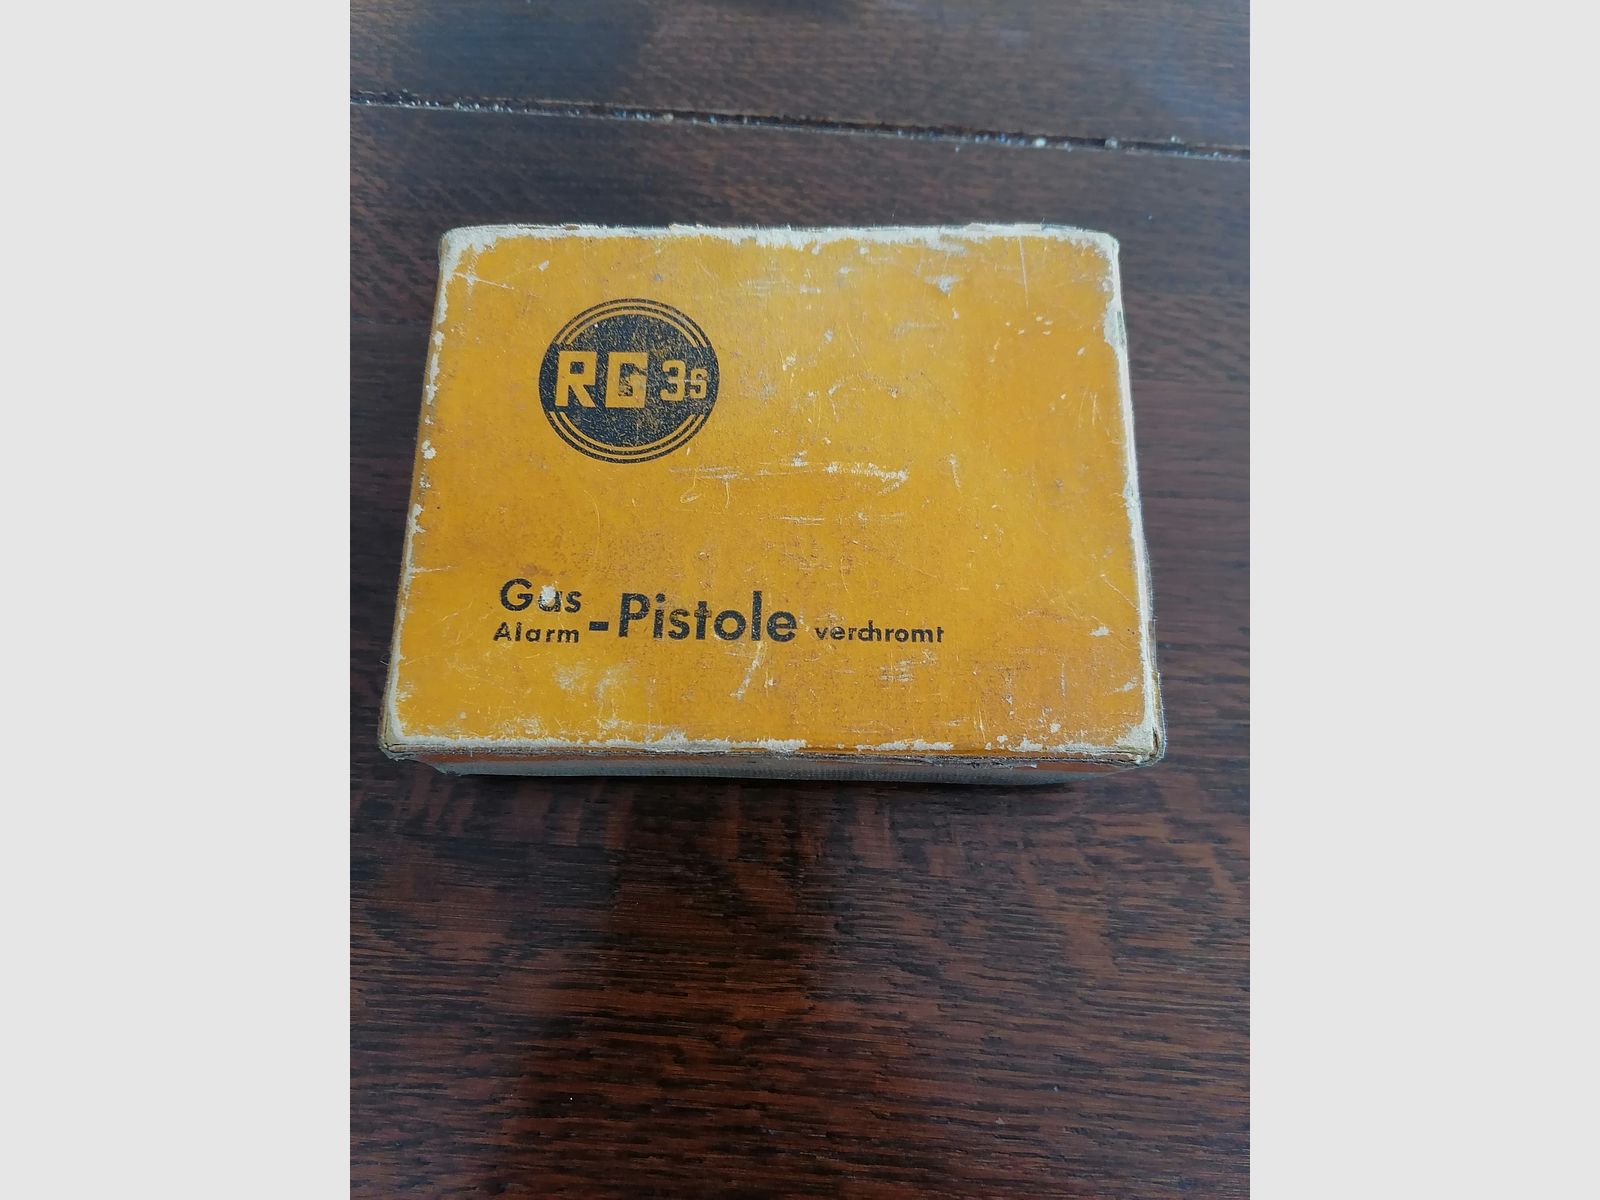 RG 3s
Gas
Alarm -Pistole verchromt